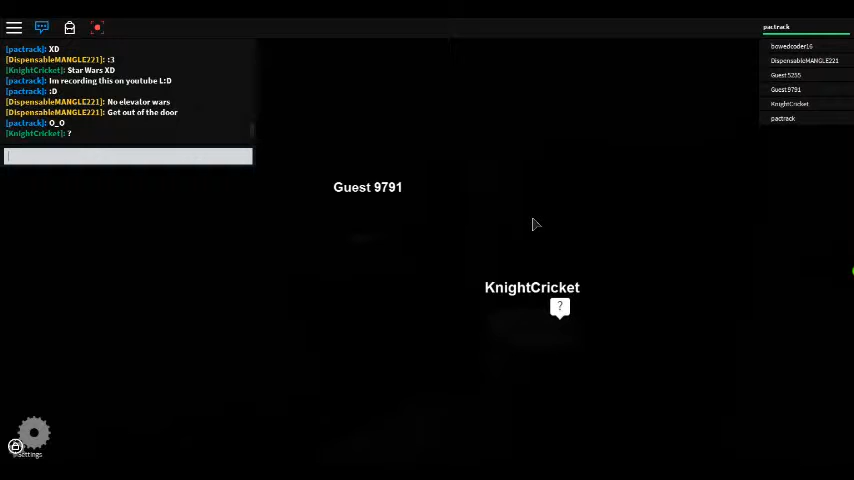 pactrack
[pactrack]: XD
[DispensableMANGLE221]: :3
[KnightCricket]: Star Wars XD
[pactrack]: Im recording this on youtube L:D
[pactrack]: :D
[DispensableMANGLE221]: No elevator wars
[DispensableMANGLE221]: Get out of the door
[pactrack]: O_O
[KnightCricket]: ?
bowedcoder16
DispensableMANGLE221
Guest 5255
Guest 9791
KnightCricket
pactrack
Guest 9791
KnightCricket
?
Settings